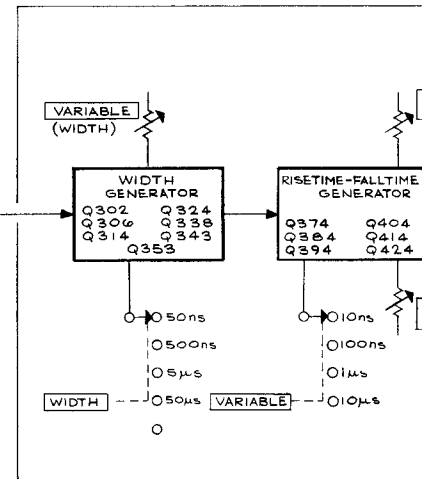 VARIABLE
(WIDTH)
WIDTH
GENERATOR
Q302 Q324
Q306 Q338
Q314 Q343
Q353
RISETIME-FALLTIME
GENERATOR
Q374 Q404
Q384 Q414
Q394 Q424
50ns
500ns
5μs
50μs
WIDTH
10ns
100ns
1μs
10μs
VARIABLE